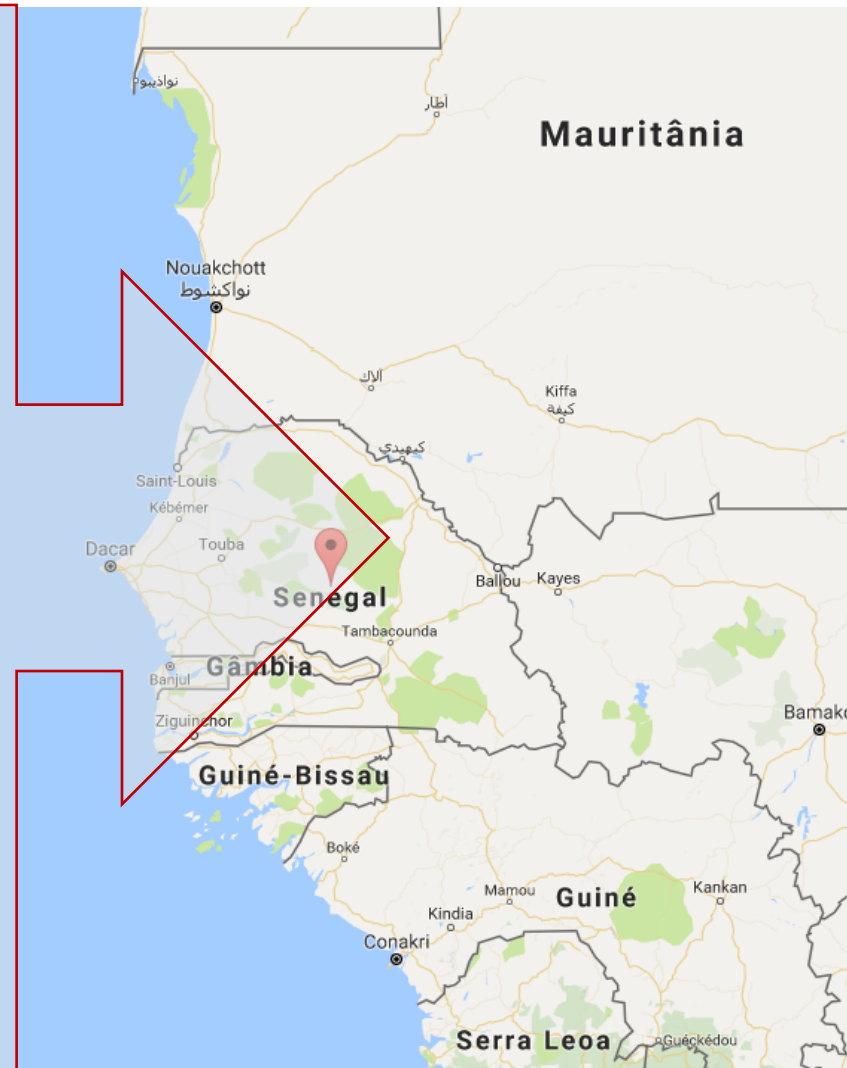 نواذيبو
أطار
Mauritânia
Nouakchott
نواكشوط
ألاك
Kiffa
كيفة
كيهيدي
Saint-Louis
Kébémer
Dacar
Touba
Ballou
Kayes
Senegal
Tambacounda
Gâmbia
Banjul
Ziguinchor
Bamako
Guiné-Bissau
Boké
Mamou
Guiné
Kankan
Kindia
Conakri
Serra Leoa
Guéckédou